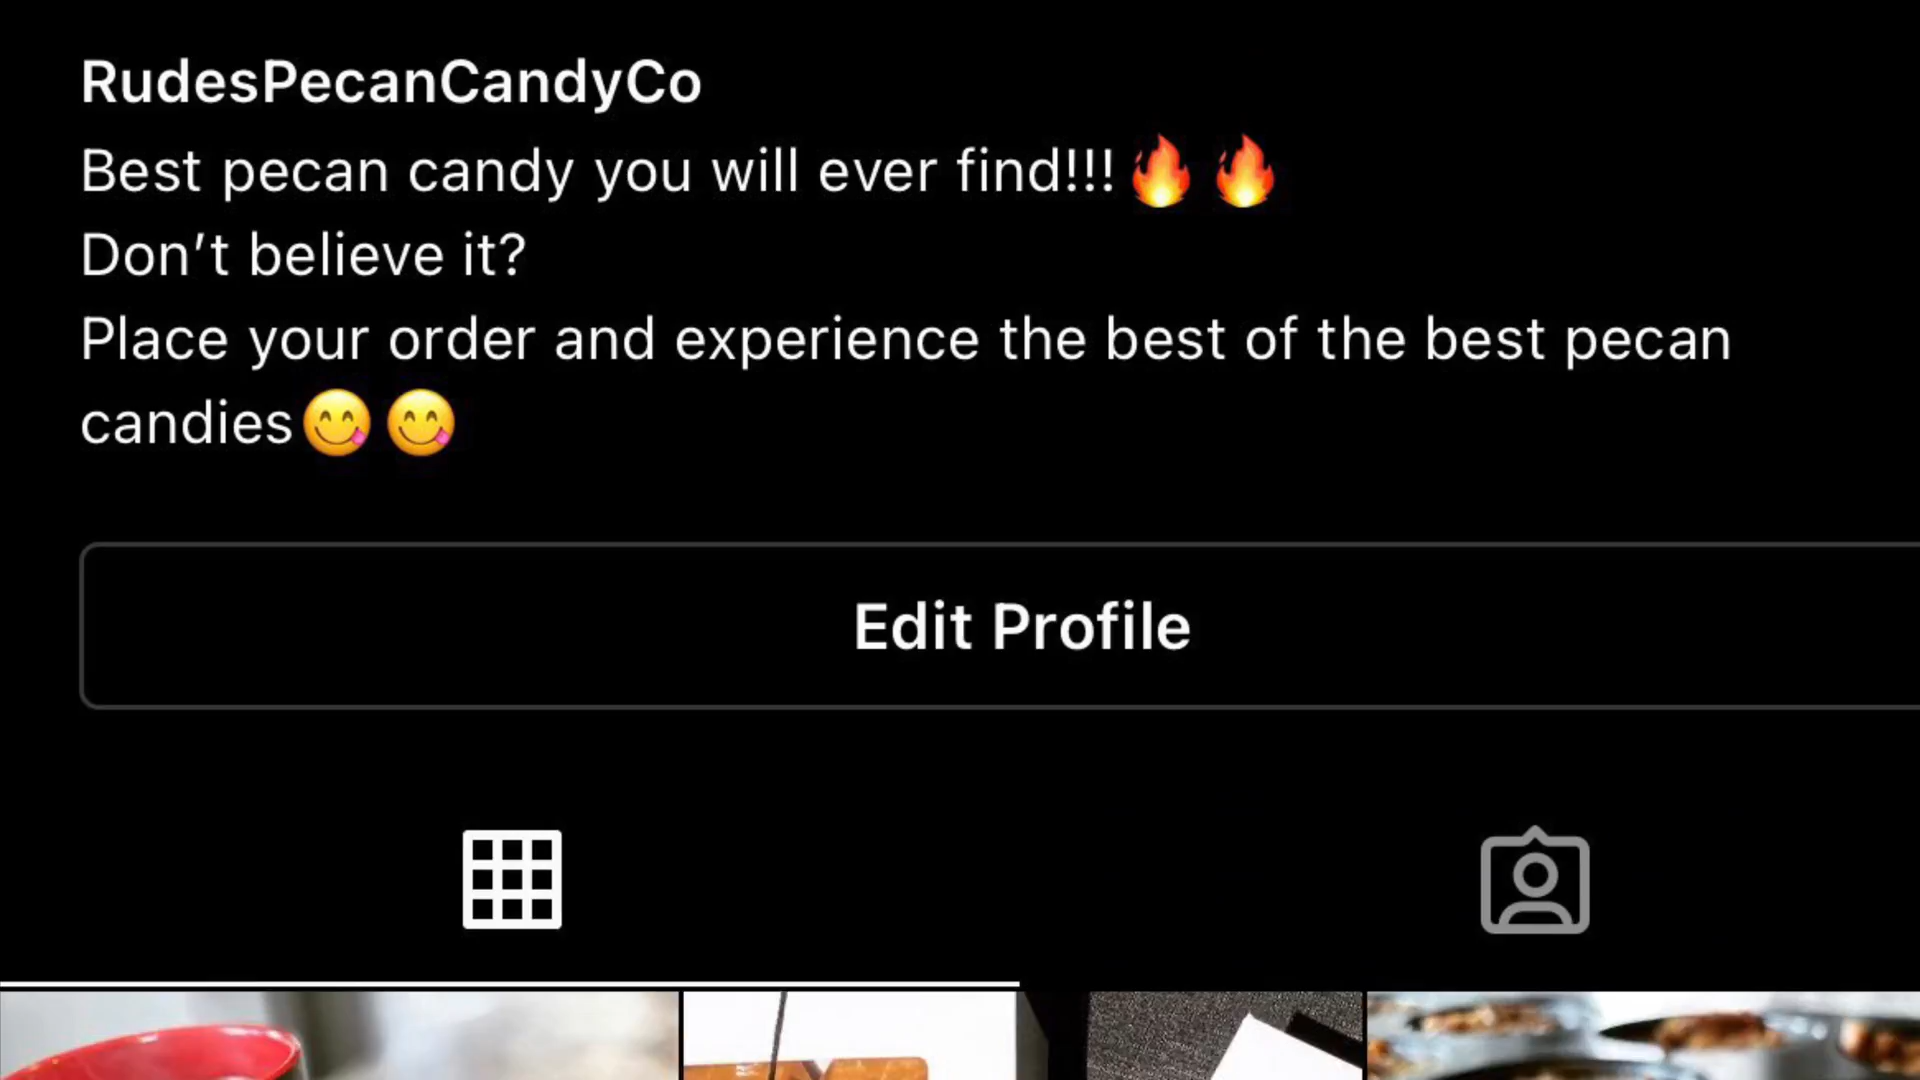 RudesPecanCandyCo
Best pecan candy you will ever find!!!🔥🔥
Don’t believe it?
Place your order and experience the best of the best pecan
candies😋😋
Edit Profile